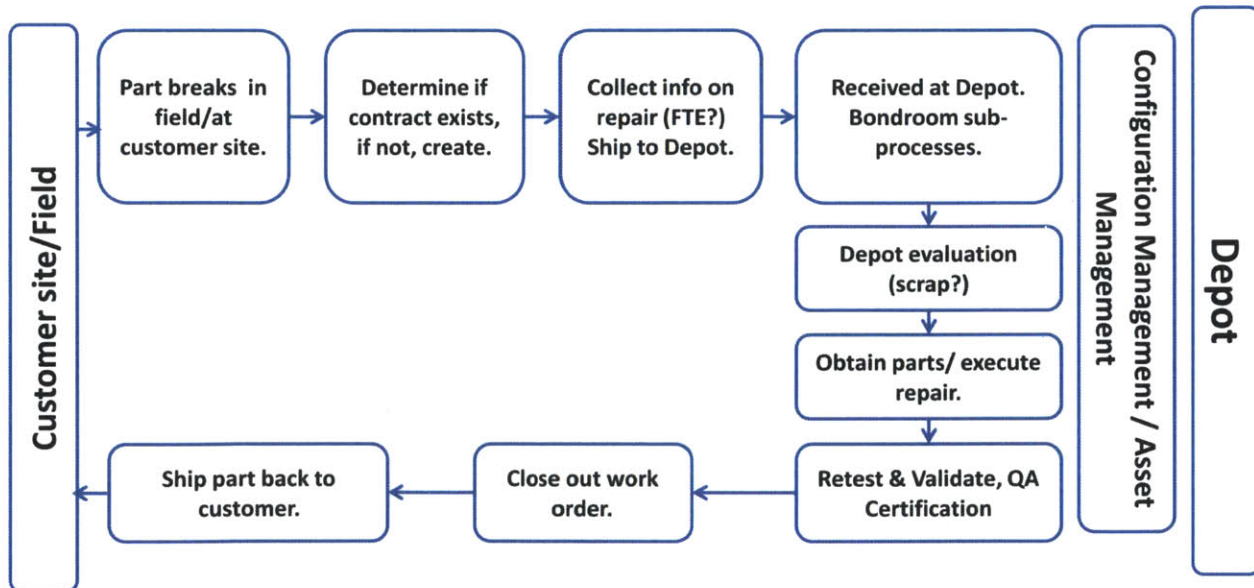 Customer site/Field
Part breaks in
field/at
customer site.
Determine if
contract exists,
if not, create.
Collect info on
repair (FTE?)
Ship to Depot.
Received at Depot.
Bondroom sub-
processes.
Depot evaluation
(scrap?)
Obtain parts/ execute
repair.
Retest & Validate, QA
Certification
Close out work
order.
Ship part back to
customer.
Configuration Management / Asset
Management
Depot